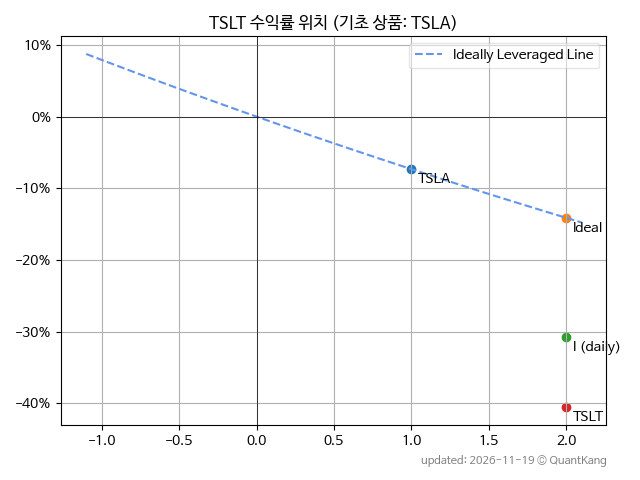 TSLT 수익률 위치 (기초 상품: TSLA)
10%
0%
-10%
-20%
-30%
-40%
Ideally Leveraged Line
TSLA
Ideal
I (daily)
TSLT
-1.0
-0.5
0.0
0.5
1.0
1.5
2.0
updated: 2026-11-19 © QuantKang